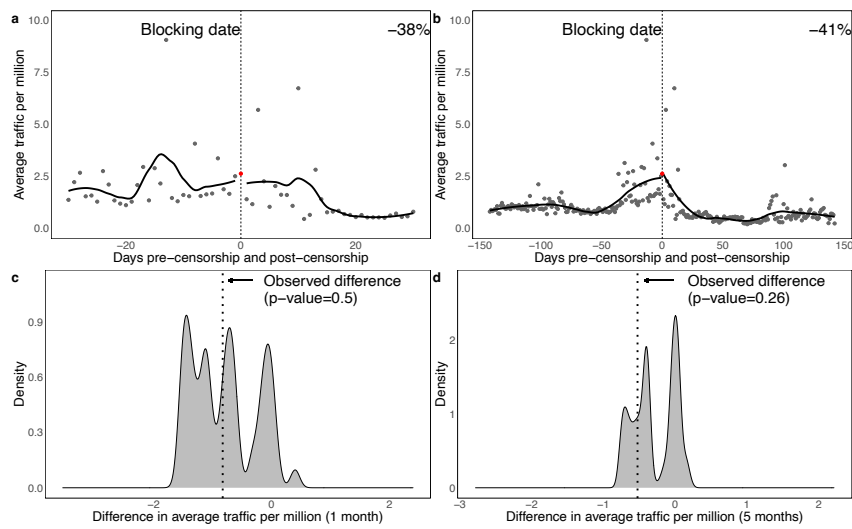 a
Blocking date
−38%
Average traffic per million
10.0
7.5
5.0
2.5
0.0
−20
0
20
Days pre−censorship and post−censorship
b
Blocking date
−41%
Average traffic per million
10.0
7.5
5.0
2.5
0.0
−150
−100
−50
0
50
100
150
Days pre−censorship and post−censorship
c
Observed difference
(p−value=0.5)
Density
0.9
0.6
0.3
0.0
−2
0
2
Difference in average traffic per million (1 month)
d
Observed difference
(p−value=0.26)
Density
2
1
0
−3
−2
−1
0
1
2
Difference in average traffic per million (5 months)